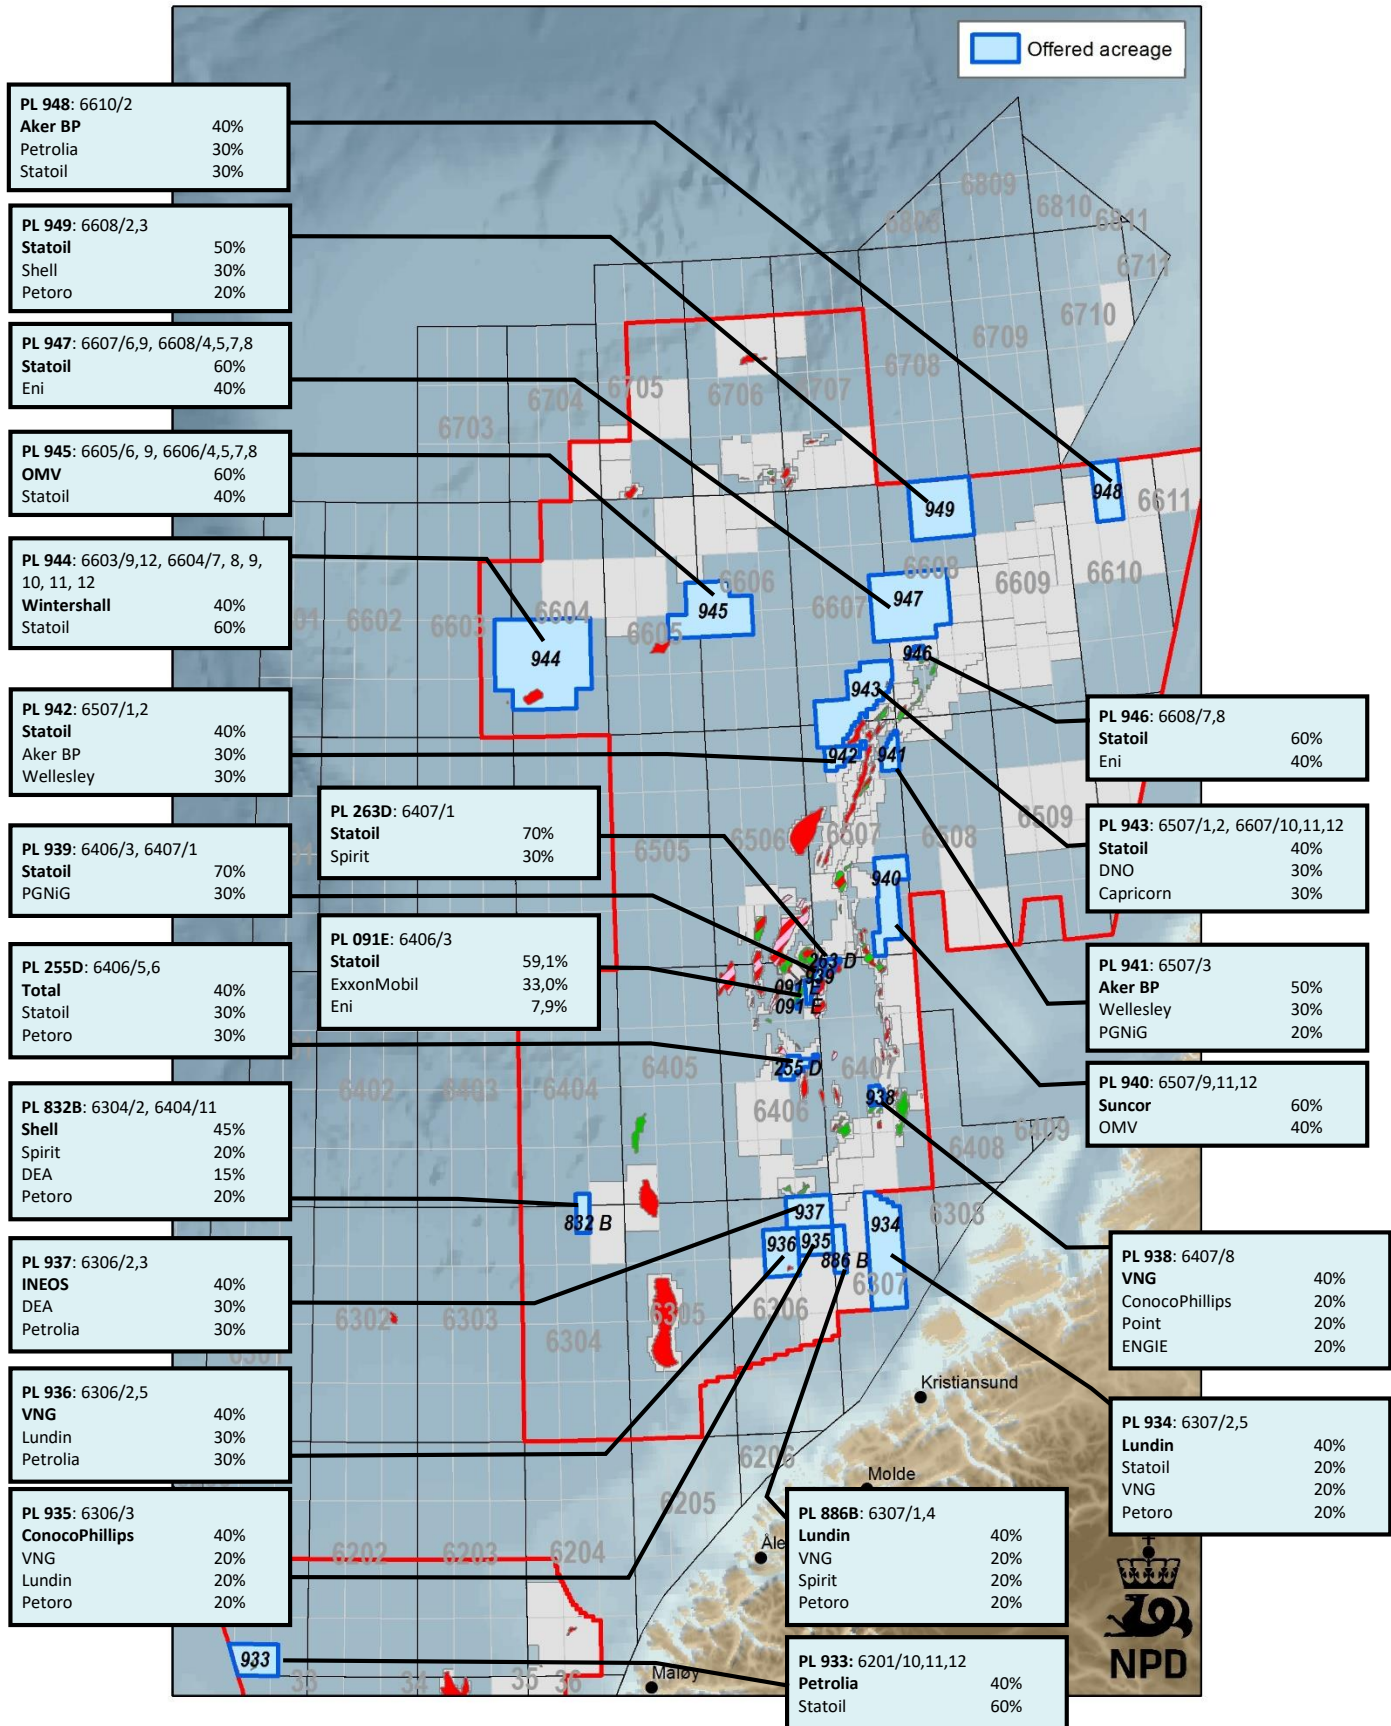 Offered acreage
PL 948: 6610/2
Aker BP 40%
Petrolia 30%
Statoil 30%
PL 949: 6608/2,3
Statoil 50%
Shell 30%
Petoro 20%
PL 947: 6607/6,9, 6608/4,5,7,8
Statoil 60%
Eni 40%
PL 945: 6605/6, 9, 6606/4,5,7,8
OMV 60%
Statoil 40%
PL 944: 6603/9,12, 6604/7, 8, 9,
10, 11, 12
Wintershall 40%
Statoil 60%
PL 942: 6507/1,2
Statoil 40%
Aker BP 30%
Wellesley 30%
PL 939: 6406/3, 6407/1
Statoil 70%
PGNiG 30%
PL 255D: 6406/5,6
Total 40%
Statoil 30%
Petoro 30%
PL 832B: 6304/2, 6404/11
Shell 45%
Spirit 20%
DEA 15%
Petoro 20%
PL 937: 6306/2,3
INEOS 40%
DEA 30%
Petrolia 30%
PL 936: 6306/2,5
VNG 40%
Lundin 30%
Petrolia 30%
PL 935: 6306/3
ConocoPhillips 40%
VNG 20%
Lundin 20%
Petoro 20%
PL 263D: 6407/1
Statoil 70%
Spirit 30%
PL 091E: 6406/3
Statoil 59,1%
ExxonMobil 33,0%
Eni 7,9%
PL 946: 6608/7,8
Statoil 60%
Eni 40%
PL 943: 6507/1,2, 6607/10,11,12
Statoil 40%
DNO 30%
Capricorn 30%
PL 941: 6507/3
Aker BP 50%
Wellesley 30%
PGNiG 20%
PL 940: 6507/9,11,12
Suncor 60%
OMV 40%
PL 938: 6407/8
VNG 40%
ConocoPhillips 20%
Point 20%
ENGIE 20%
PL 934: 6307/2,5
Lundin 40%
Statoil 20%
VNG 20%
Petoro 20%
PL 886B: 6307/1,4
Lundin 40%
VNG 20%
Spirit 20%
Petoro 20%
PL 933: 6201/10,11,12
Petrolia 40%
Statoil 60%
6809
6810
6811
6711
6710
6709
6708
6707
6706
6705
6704
6703
948
6611
949
6608
6609
6610
6606
6607
947
945
6602
6603
6604
6605
944
946
943
942
941
6505
6506
6507
6508
6509
940
263 D
939
091 E
091 E
6402
6403
6404
6405
255 D
6407
6406
938
6408
6409
832 B
937
934
6308
936
935
886 B
6307
6302
6303
6304
6305
6306
Kristiansund
6206
Molde
6205
Åle
6202
6203
6204
933
33
34
35
36
Måløy
NPD